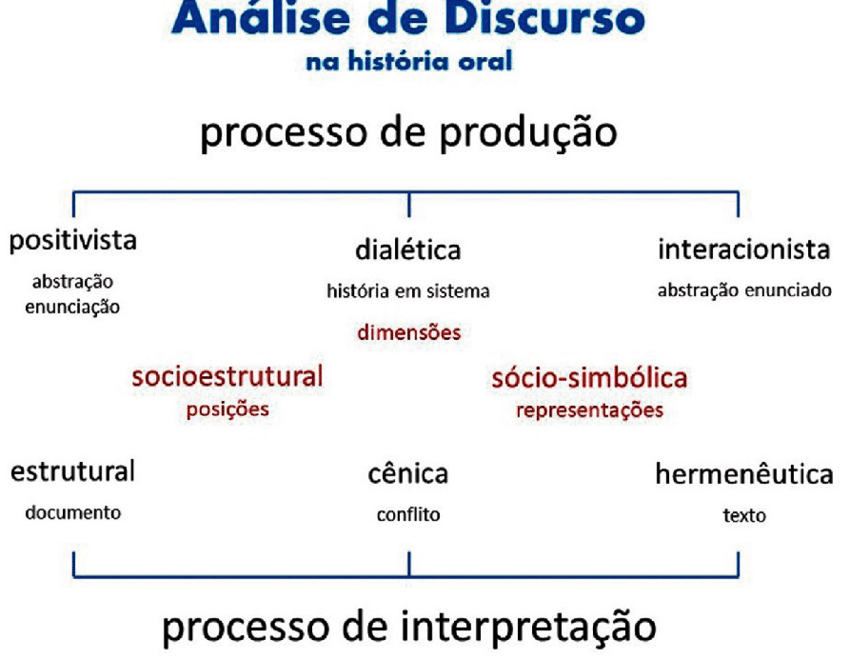 Análise de Discurso
na história oral
processo de produção
positivista
abstração
enunciação
dialética
história em sistema
interacionista
abstração enunciado
dimensões
socioestrutural
posições
sócio-simbólica
representações
estrutural
documento
cênica
conflito
hermenêutica
texto
processo de interpretação